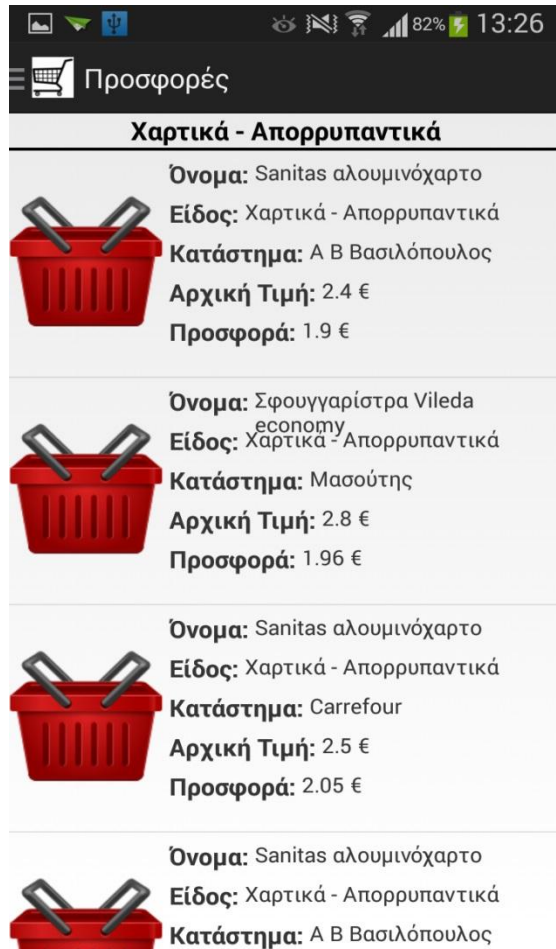 82% 13:26
Προσφορές
Χαρτικά - Απορρυπαντικά
Όνομα: Sanitas αλουμινόχαρτο
Είδος: Χαρτικά - Απορρυπαντικά
Κατάστημα: Α Β Βασιλόπουλος
Αρχική Τιμή: 2.4 €
Προσφορά: 1.9 €
Όνομα: Σφουγγαρίστρα Vileda
economy
Είδος: Χαρτικά - Απορρυπαντικά
Κατάστημα: Μασούτης
Αρχική Τιμή: 2.8 €
Προσφορά: 1.96 €
Όνομα: Sanitas αλουμινόχαρτο
Είδος: Χαρτικά - Απορρυπαντικά
Κατάστημα: Carrefour
Αρχική Τιμή: 2.5 €
Προσφορά: 2.05 €
Όνομα: Sanitas αλουμινόχαρτο
Είδος: Χαρτικά - Απορρυπαντικά
Κατάστημα: Α Β Βασιλόπουλος